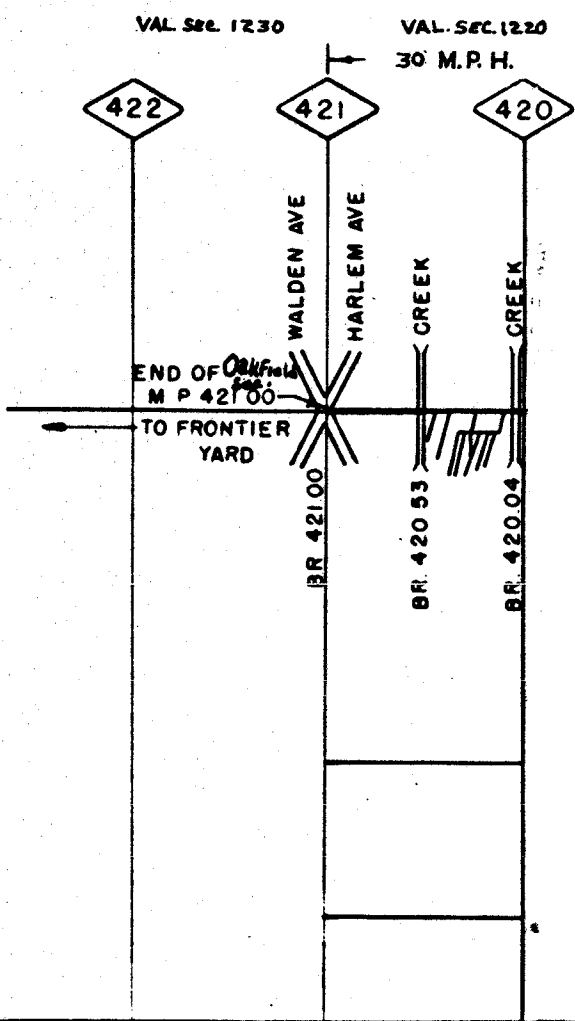 VAL. SEC. 1230
VAL. SEC. 1220
30 M.P.H.
422
421
420
WALDEN AVE
HARLEM AVE
CREEK
CREEK
END OF Oakfield
Sec.
M P 421 00
TO FRONTIER
YARD
BR 421.00
BR. 420 53
BR. 420.04